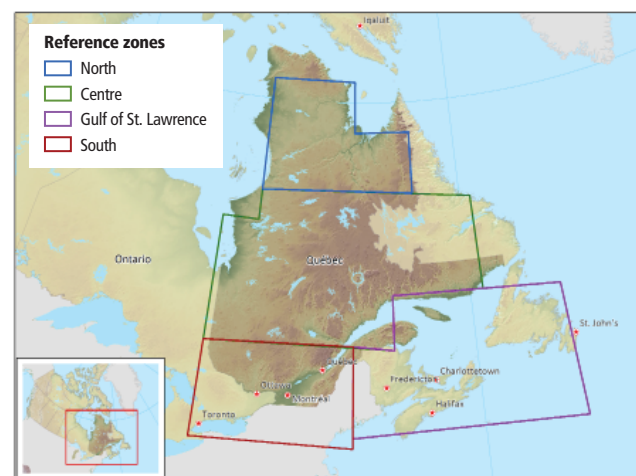 Iqaluit
Reference zones
North
Centre
Gulf of St. Lawrence
South
Ontario
Québec
St. John's
Québec
Charlottetown
Ottawa
Fredericton
Montréal
Halifax
Toronto